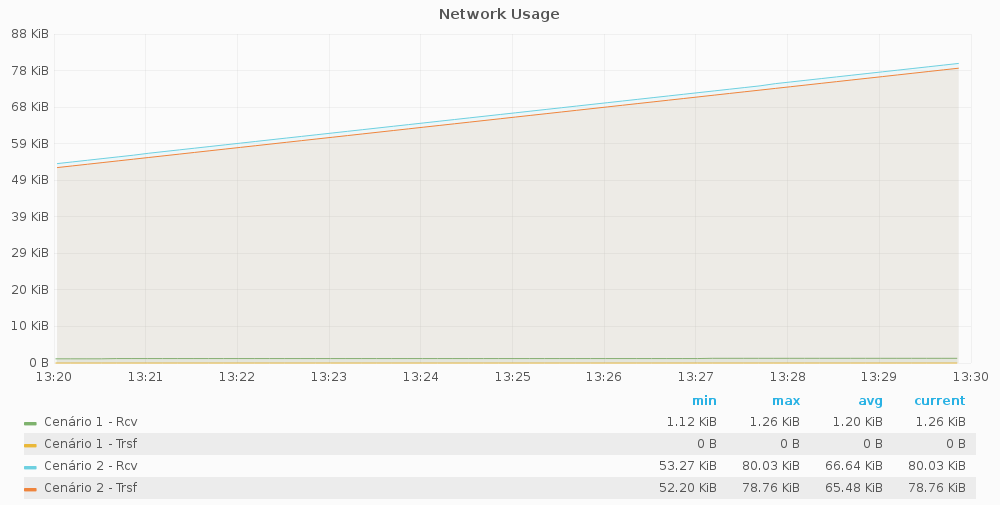 Network Usage
88 KiB
78 KiB
68 KiB
59 KiB
49 KiB
39 KiB
29 KiB
20 KiB
10 KiB
0 B
13:20 13:21 13:22 13:23 13:24 13:25 13:26 13:27 13:28 13:29 13:30
min max avg current
Cenário 1 - Rcv 1.12 KiB 1.26 KiB 1.20 KiB 1.26 KiB
Cenário 1 - Trsf 0 B 0 B 0 B 0 B
Cenário 2 - Rcv 53.27 KiB 80.03 KiB 66.64 KiB 80.03 KiB
Cenário 2 - Trsf 52.20 KiB 78.76 KiB 65.48 KiB 78.76 KiB